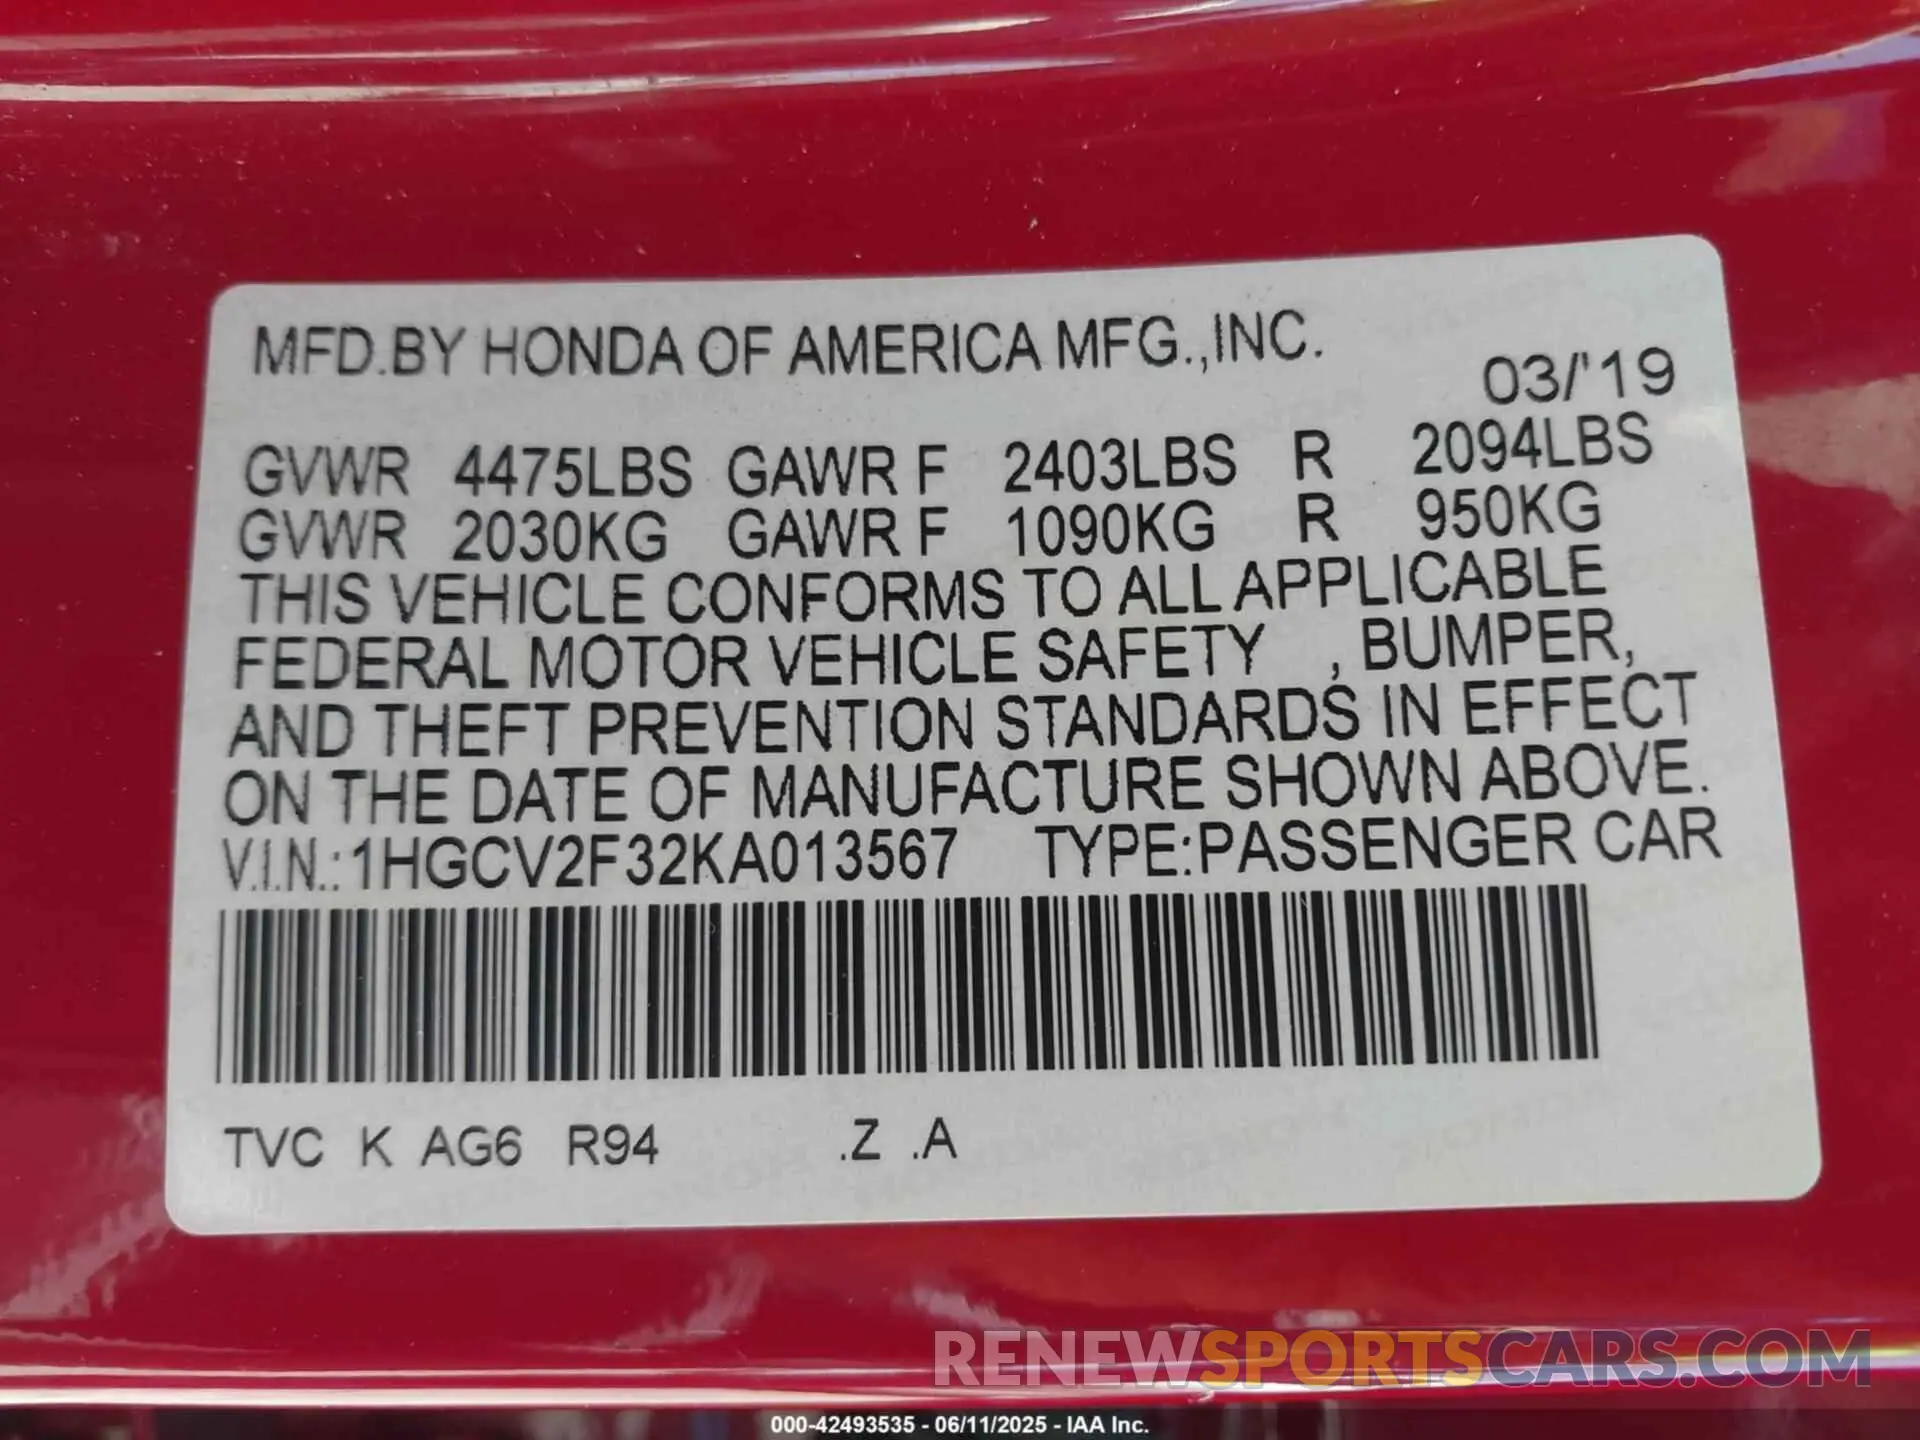 MFD.BY HONDA OF AMERICA MFG.,INC.
03/'19
GVWR 4475LBS GAWR F 2403LBS R 2094LBS
GVWR 2030KG GAWR F 1090KG R 950KG
THIS VEHICLE CONFORMS TO ALL APPLICABLE
FEDERAL MOTOR VEHICLE SAFETY , BUMPER,
AND THEFT PREVENTION STANDARDS IN EFFECT
ON THE DATE OF MANUFACTURE SHOWN ABOVE.
V.I.N.:1HGCV2F32KA013567 TYPE:PASSENGER CAR
TVC K AG6 R94 .Z .A
RENEWSPORTSCARS.COM
000-42493535 - 06/11/2025 - IAA Inc.